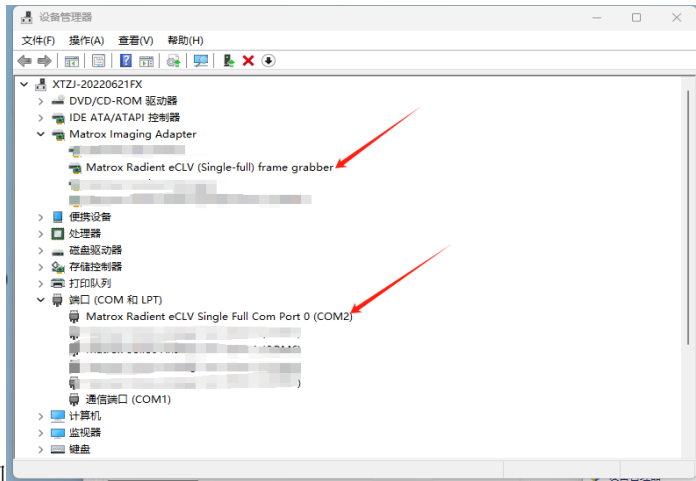 设备管理器
文件(F) 操作(A) 查看(V) 帮助(H)
XTZJ-20220621FX
DVD/CD-ROM 驱动器
IDE ATA/ATAPI 控制器
Matrox Imaging Adapter
Matrox Radient eCLV (Single-full) frame grabber
便携设备
处理器
磁盘驱动器
存储控制器
打印队列
端口 (COM 和 LPT)
Matrox Radient eCLV Single Full Com Port 0 (COM2)
通信端口 (COM1)
计算机
监视器
键盘